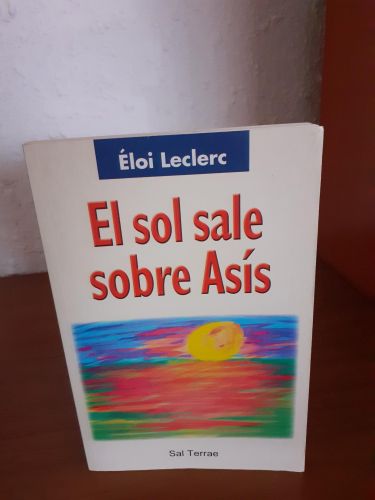 Éloi Leclerc
El sol sale
sobre Asís
Sal Terrae